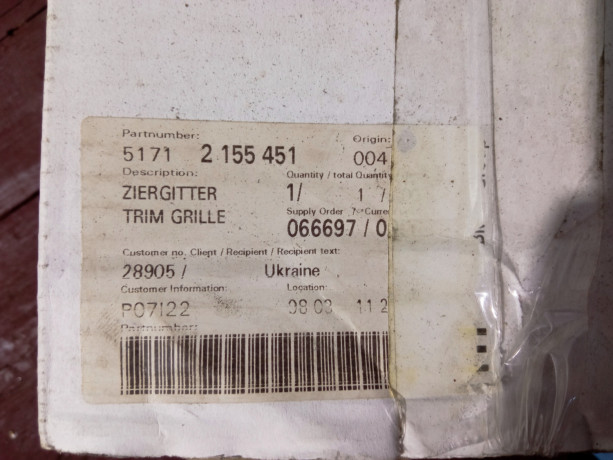 Partnumber: Origin:
5171 2 155 451 004
Description: Quantity / total Quantity
ZIERGITTER 1/ 1 /
TRIM GRILLE Supply Order
066697 / 0
Customer no. Client / Recipient / Recipient text:
28905 / Ukraine
Customer Information: Location:
P07122 08 03 11 2
Partnumber: